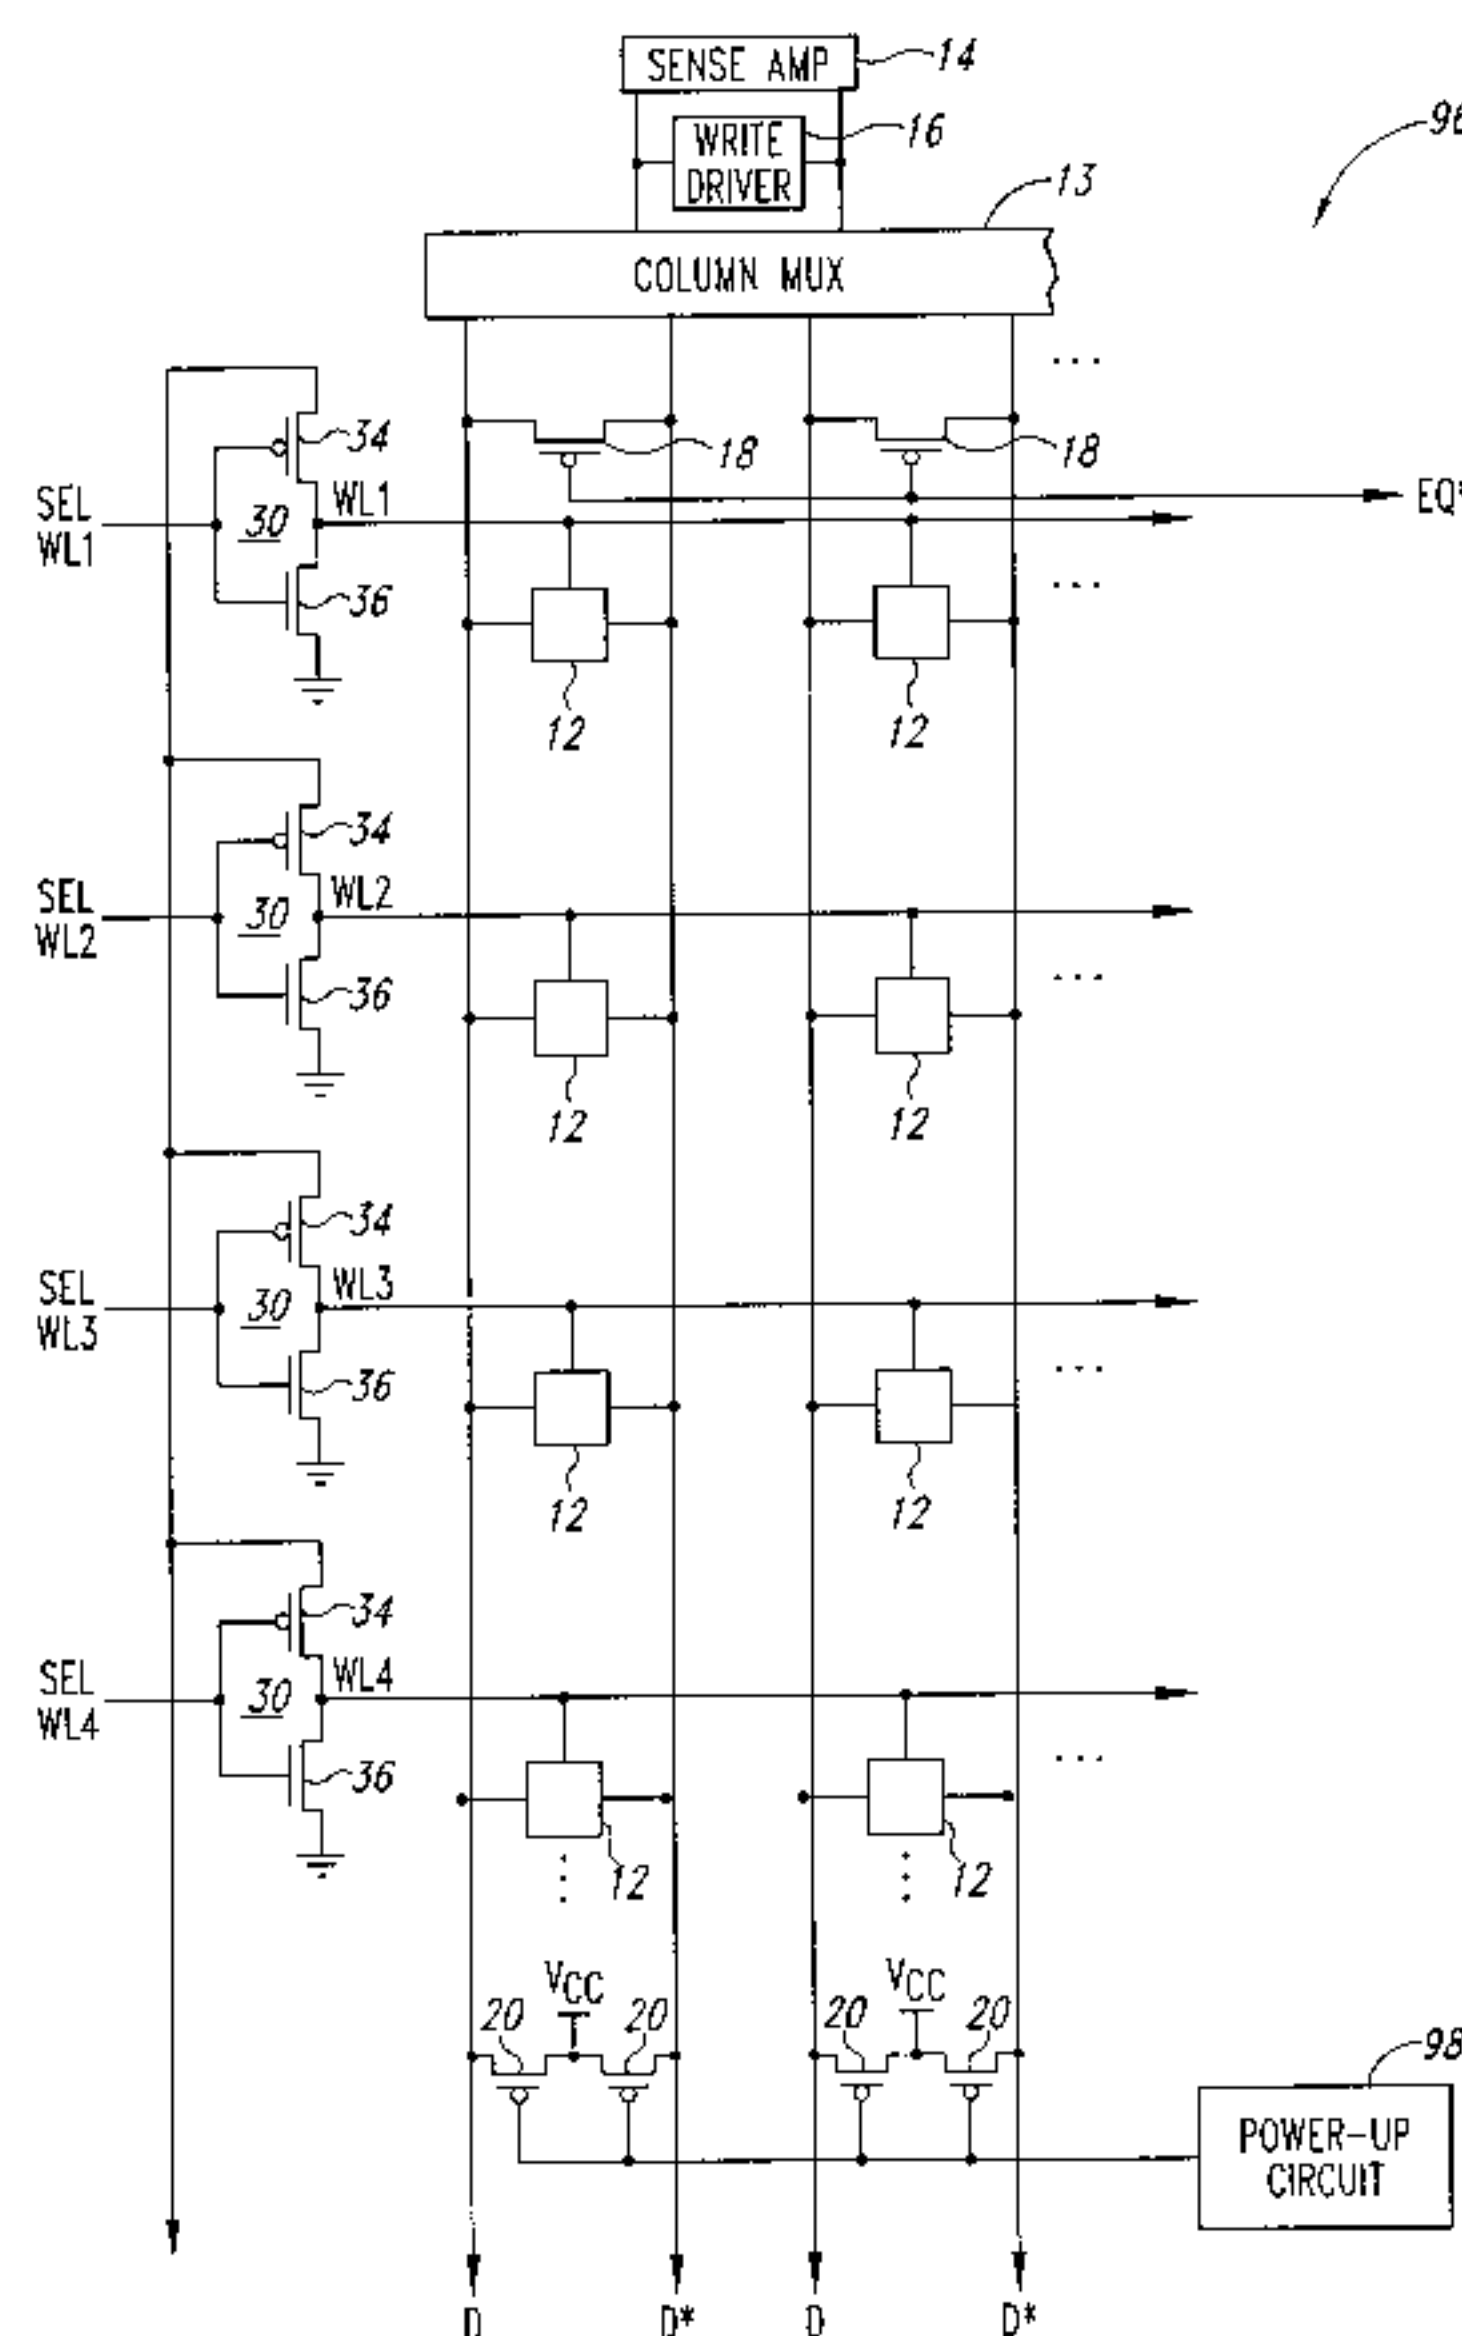 SENSE AMP
14
WRITE
DRIVER
16
96
13
COLUMN MUX
...
34
18
18
SEL
WL1
30
WL1
EQ*
36
...
12
12
34
SEL
WL2
30
WL2
36
...
12
12
34
SEL
WL3
30
WL3
36
...
12
12
34
SEL
WL4
30
WL4
36
...
12
12
VCC
VCC
20
20
20
20
98
POWER-UP
CIRCUIT
D
D*
D
D*